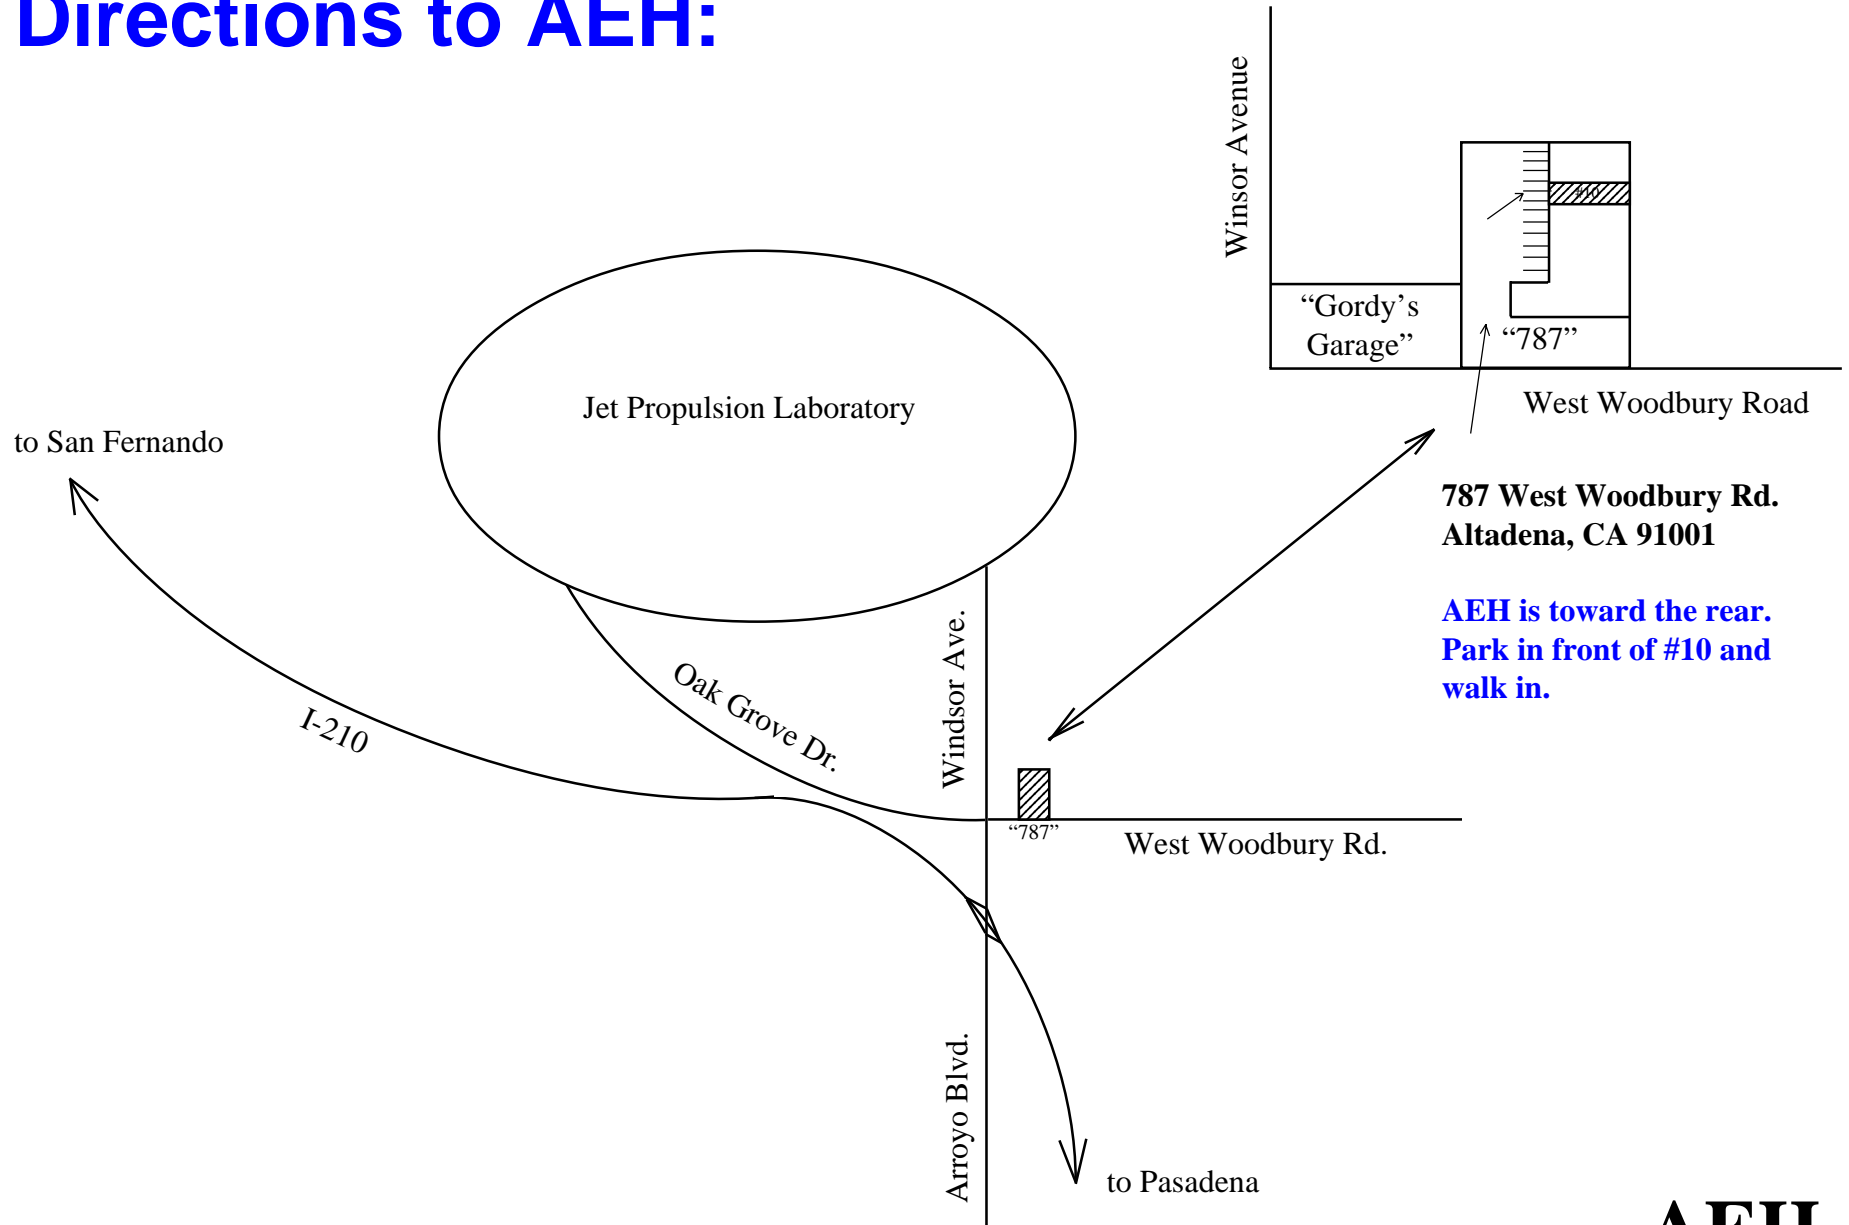 Directions to AEH:
Winsor Avenue
#10
“Gordy’s
Garage”
“787”
West Woodbury Road
Jet Propulsion Laboratory
to San Fernando
787 West Woodbury Rd.
Altadena, CA 91001
AEH is toward the rear.
Park in front of #10 and
walk in.
Oak Grove Dr.
Windsor Ave.
I-210
“787”
West Woodbury Rd.
Arroyo Blvd.
to Pasadena
AEH